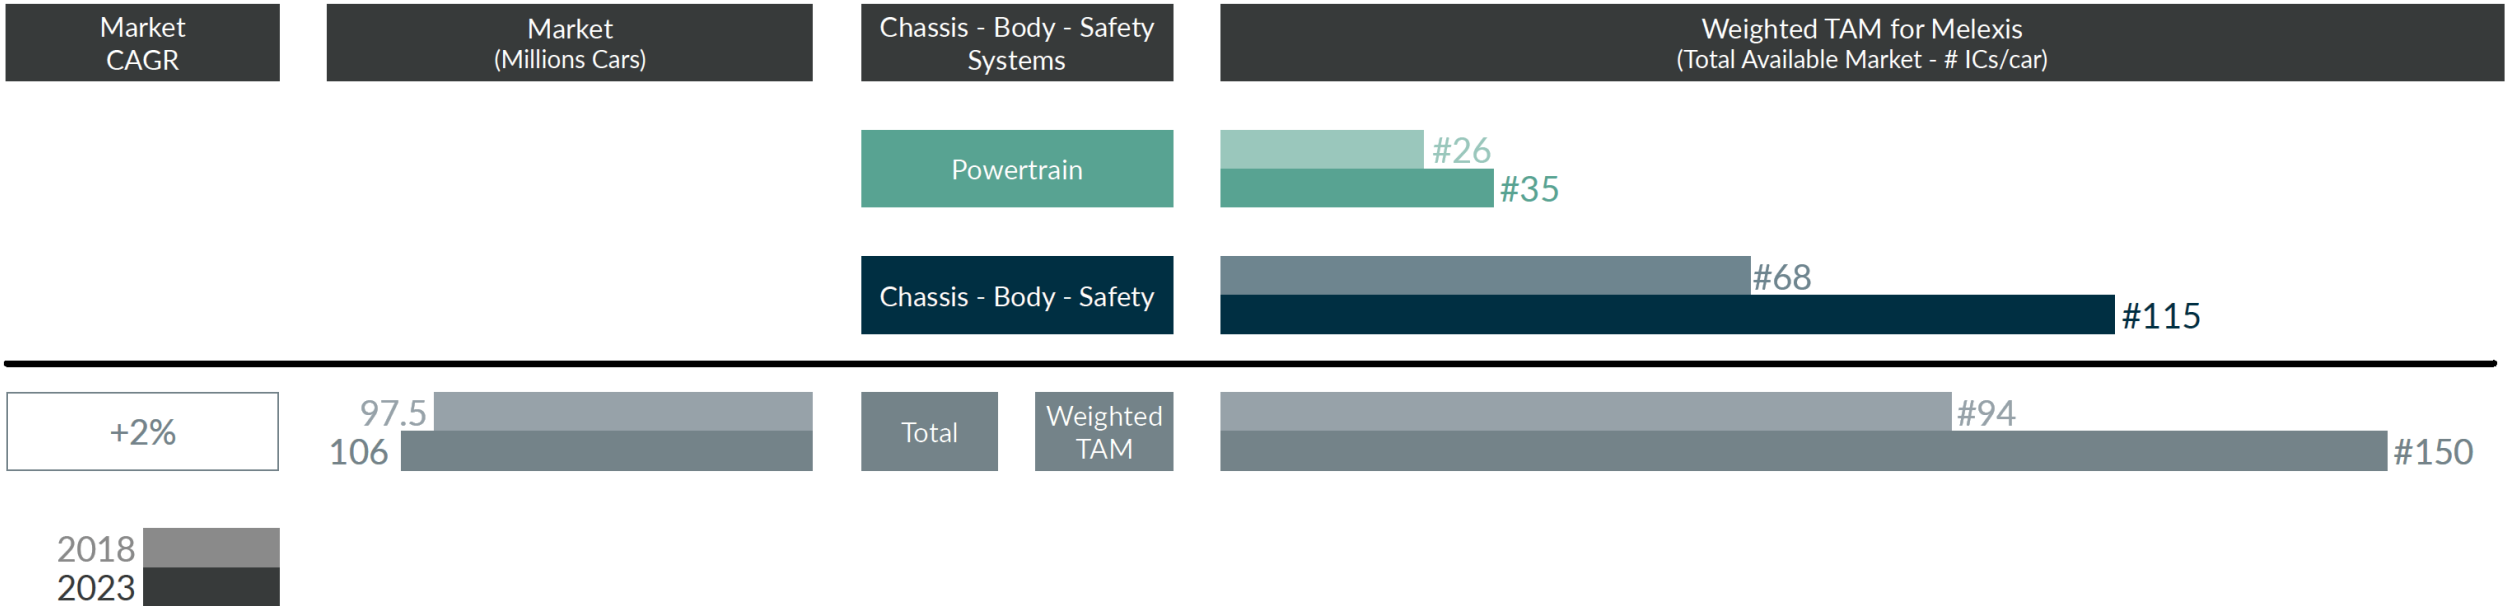 Market
CAGR
Market
(Millions Cars)
Chassis - Body - Safety
Systems
Weighted TAM for Melexis
(Total Available Market - # ICs/car)
Powertrain
#26
#35
Chassis - Body - Safety
#68
#115
+2%
97.5
106
Total
Weighted
TAM
#94
#150
2018
2023